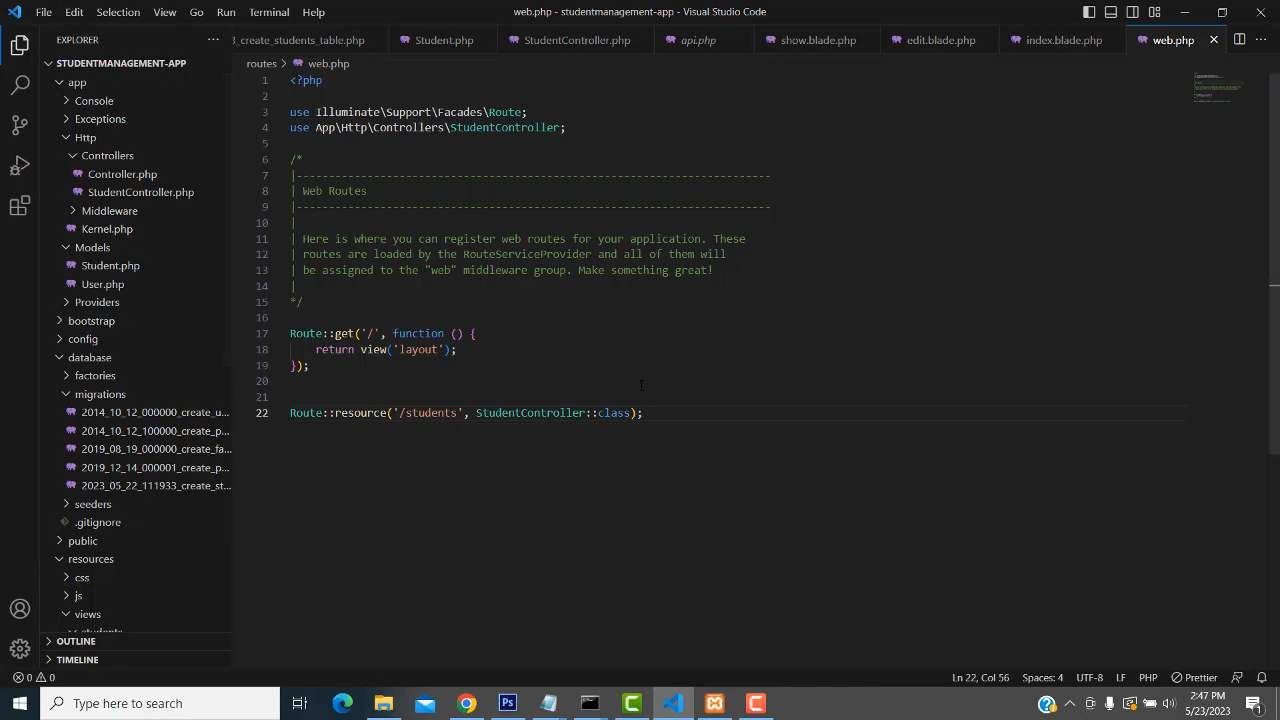 File Edit Selection View Go Run Terminal Help
web.php - studentmanagement-app - Visual Studio Code
EXPLORER
3_create_students_table.php Student.php StudentController.php api.php show.blade.php edit.blade.php index.blade.php web.php
STUDENTMANAGEMENT-APP
app
Console
Exceptions
Http
Controllers
Controller.php
StudentController.php
Middleware
Kernel.php
Models
Student.php
User.php
Providers
bootstrap
config
database
factories
migrations
2014_10_12_000000_create_u...
2014_10_12_100000_create_p...
2019_08_19_000000_create_fa...
2019_12_14_000001_create_p...
2023_05_22_111933_create_st...
seeders
.gitignore
public
resources
css
js
views
students
OUTLINE
TIMELINE
routes > web.php
1 <?php
2
3 use Illuminate\Support\Facades\Route;
4 use App\Http\Controllers\StudentController;
5
6 /*
7 |--------------------------------------------------------------------------
8 | Web Routes
9 |--------------------------------------------------------------------------
10 |
11 | Here is where you can register web routes for your application. These
12 | routes are loaded by the RouteServiceProvider and all of them will
13 | be assigned to the "web" middleware group. Make something great!
14 |
15 */
16
17 Route::get('/', function () {
18 return view('layout');
19 });
20
21
22 Route::resource('/students', StudentController::class);
0 0
Ln 22, Col 56 Spaces: 4 UTF-8 LF PHP Prettier
Type here to search
Ps
2:47 PM
5/23/2023
1